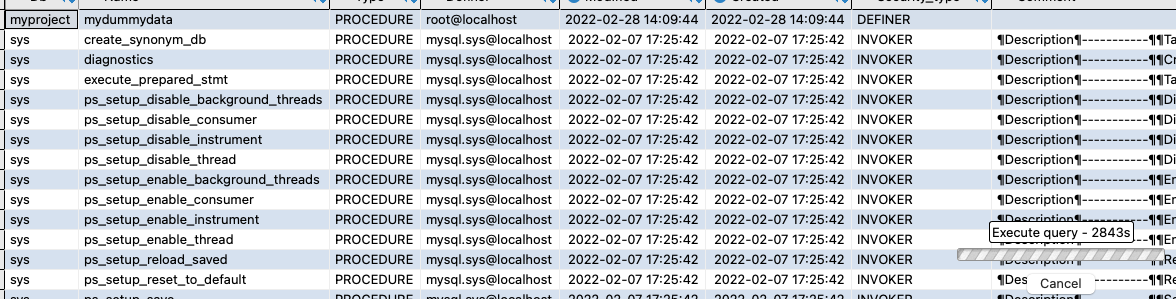 Db Name Type Definer Modified Created Security_type Comment
myproject mydummydata PROCEDURE root@localhost 2022-02-28 14:09:44 2022-02-28 14:09:44 DEFINER
sys create_synonym_db PROCEDURE mysql.sys@localhost 2022-02-07 17:25:42 2022-02-07 17:25:42 INVOKER ¶Description¶-----------¶¶Ta
sys diagnostics PROCEDURE mysql.sys@localhost 2022-02-07 17:25:42 2022-02-07 17:25:42 INVOKER ¶Description¶-----------¶¶Cr
sys execute_prepared_stmt PROCEDURE mysql.sys@localhost 2022-02-07 17:25:42 2022-02-07 17:25:42 INVOKER ¶Description¶-----------¶¶Ta
sys ps_setup_disable_background_threads PROCEDURE mysql.sys@localhost 2022-02-07 17:25:42 2022-02-07 17:25:42 INVOKER ¶Description¶-----------¶¶Di
sys ps_setup_disable_consumer PROCEDURE mysql.sys@localhost 2022-02-07 17:25:42 2022-02-07 17:25:42 INVOKER ¶Description¶-----------¶¶Di
sys ps_setup_disable_instrument PROCEDURE mysql.sys@localhost 2022-02-07 17:25:42 2022-02-07 17:25:42 INVOKER ¶Description¶-----------¶¶Di
sys ps_setup_disable_thread PROCEDURE mysql.sys@localhost 2022-02-07 17:25:42 2022-02-07 17:25:42 INVOKER ¶Description¶-----------¶¶Di
sys ps_setup_enable_background_threads PROCEDURE mysql.sys@localhost 2022-02-07 17:25:42 2022-02-07 17:25:42 INVOKER ¶Description¶-----------¶¶En
sys ps_setup_enable_consumer PROCEDURE mysql.sys@localhost 2022-02-07 17:25:42 2022-02-07 17:25:42 INVOKER ¶Description¶-----------¶¶En
sys ps_setup_enable_instrument PROCEDURE mysql.sys@localhost 2022-02-07 17:25:42 2022-02-07 17:25:42 INVOKER ¶Description¶-----------¶¶En
Execute query - 2843s
sys ps_setup_enable_thread PROCEDURE mysql.sys@localhost 2022-02-07 17:25:42 2022-02-07 17:25:42 INVOKER
sys ps_setup_reload_saved PROCEDURE mysql.sys@localhost 2022-02-07 17:25:42 2022-02-07 17:25:42 INVOKER ¶Description¶-----------¶¶Re
sys ps_setup_reset_to_default PROCEDURE mysql.sys@localhost 2022-02-07 17:25:42 2022-02-07 17:25:42 INVOKER ¶Des
Cancel